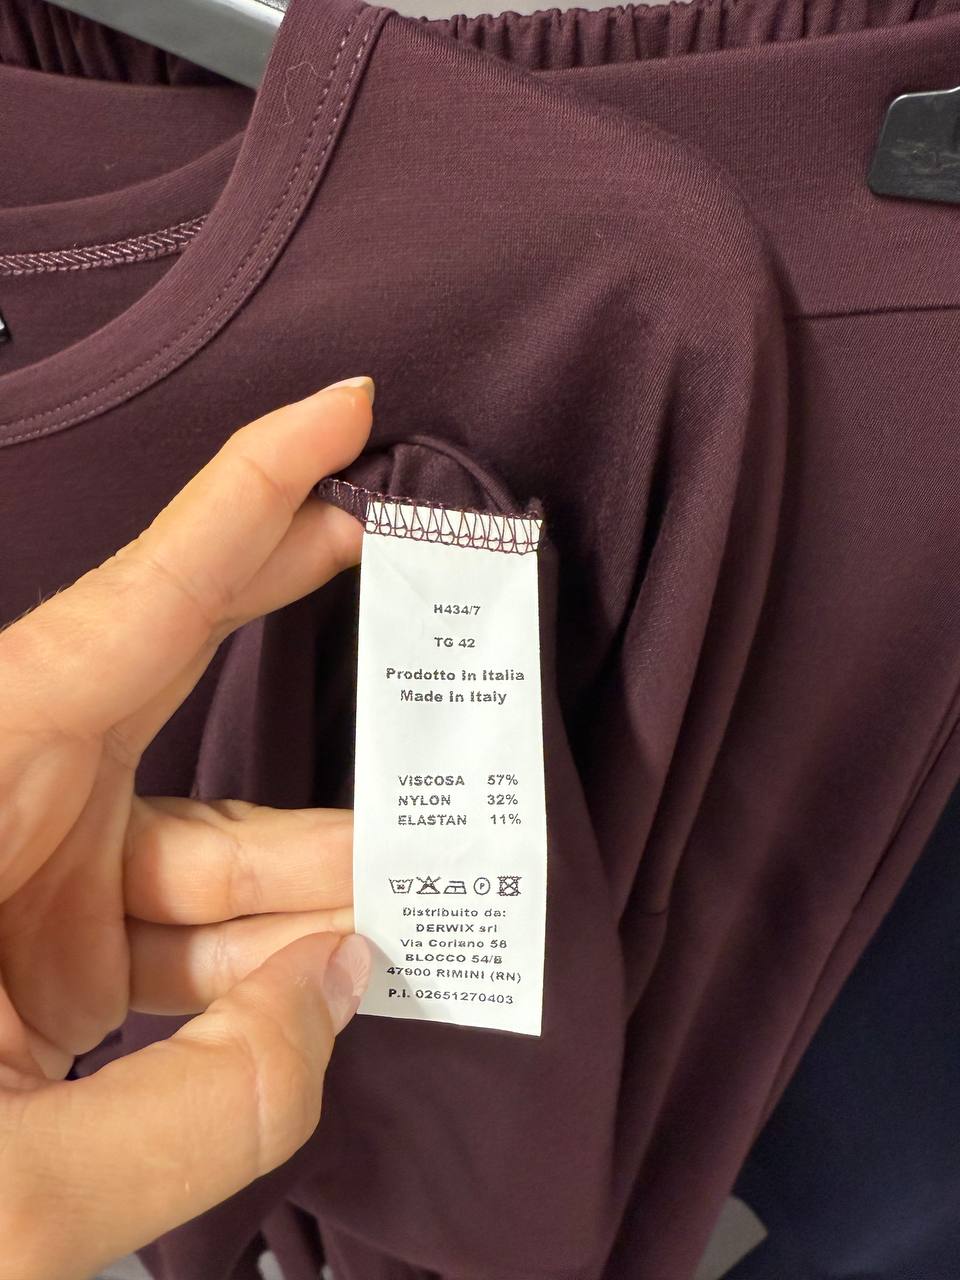 H434/7
TG 42
Prodotto in Italia
Made in Italy
VISCOSA 57%
NYLON 32%
ELASTAN 11%
P
Distribuito da:
DERWIX srl
Via Coriano 58
BLOCCO 54/B
47900 RIMINI (RN)
P.I. 02651270403